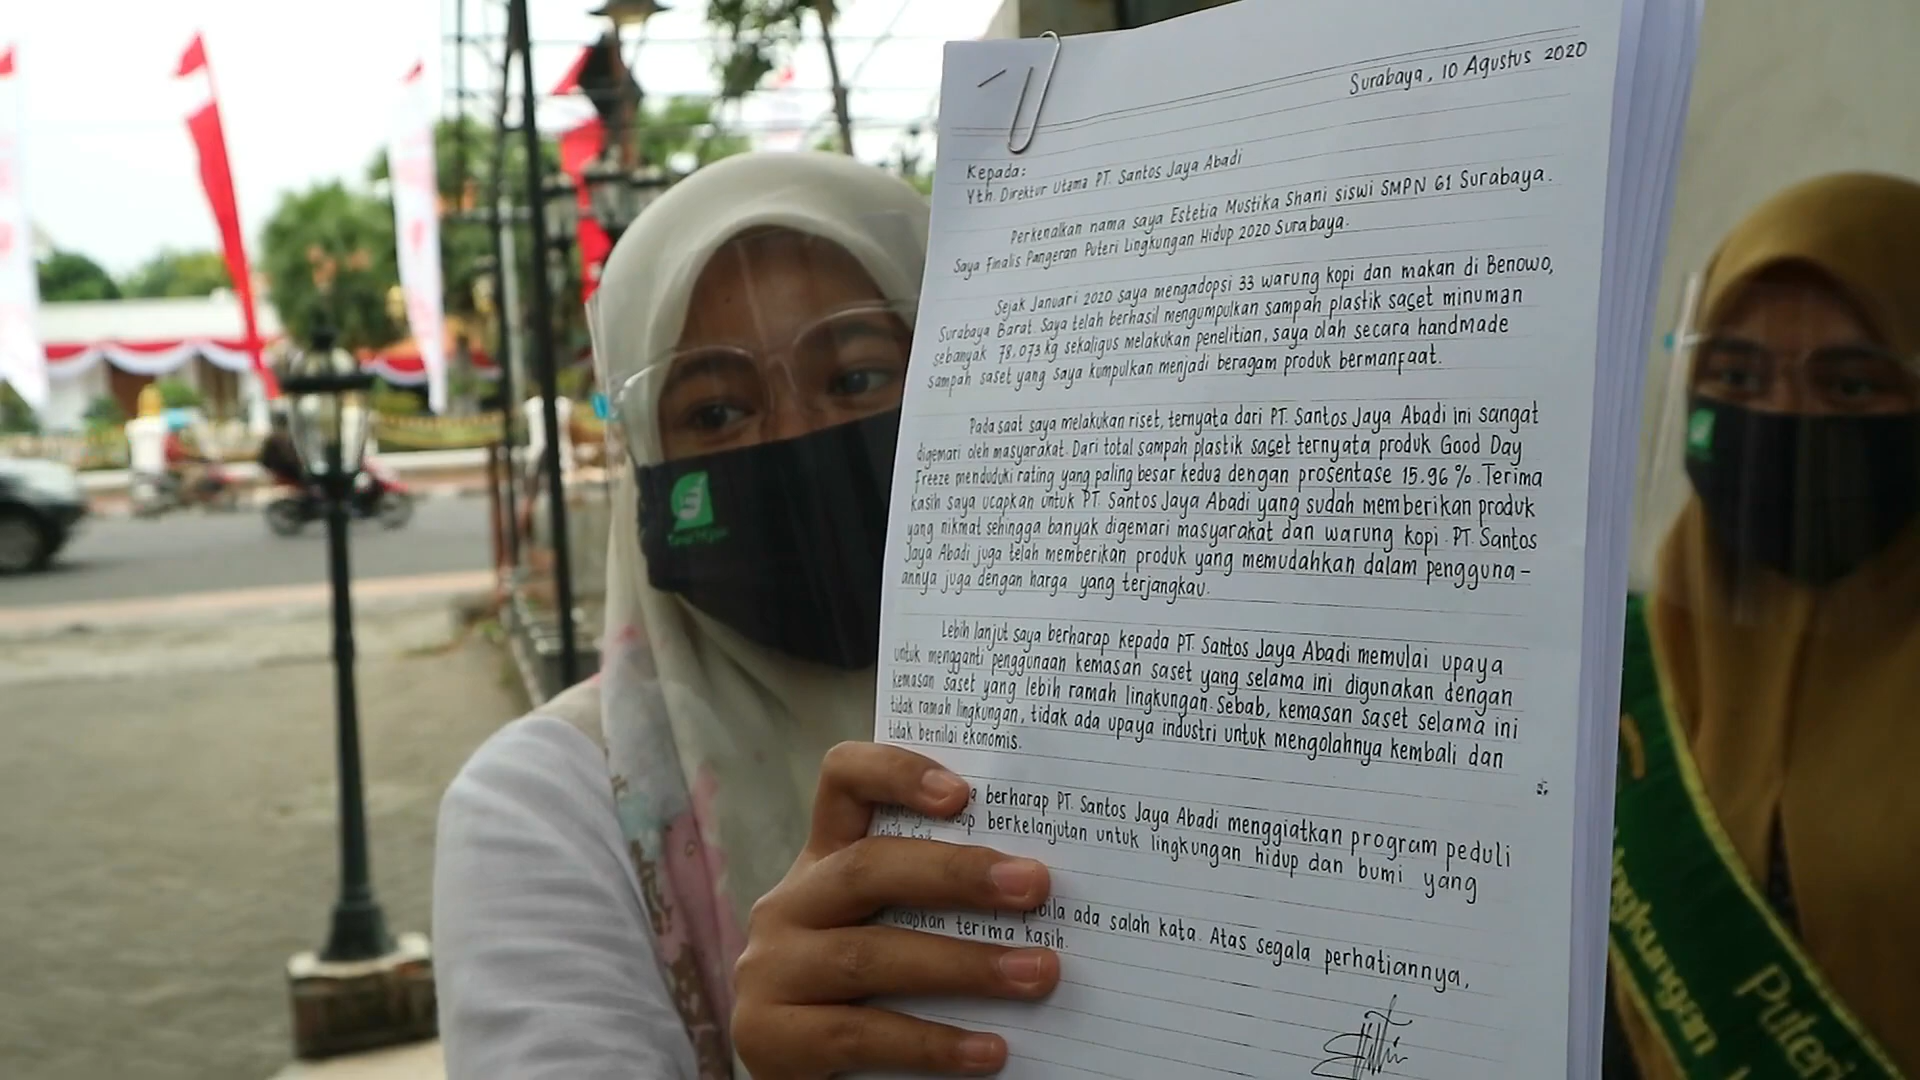 Surabaya, 10 Agustus 2020
Kepada:
Yth. Direktur Utama PT. Santos Jaya Abadi
Perkenalkan nama saya Estetia Mustika Shani siswi SMPN 61 Surabaya.
Saya Finalis Pangeran Puteri Lingkungan Hidup 2020 Surabaya.
Sejak Januari 2020 saya mengadopsi 33 warung kopi dan makan di Benowo,
Surabaya Barat. Saya telah berhasil mengumpulkan sampah plastik saset minuman
sebanyak 78.073 kg sekaligus melakukan penelitian, saya olah secara handmade
sampah saset yang saya kumpulkan menjadi beragam produk bermanfaat.
Pada saat saya melakukan riset, ternyata dari PT. Santos Jaya Abadi ini sangat
digemari oleh masyarakat. Dari total sampah plastik saset ternyata produk Good Day
Freeze menduduki rating yang paling besar kedua dengan prosentase 15.96 %. Terima
kasih saya ucapkan untuk PT. Santos Jaya Abadi yang sudah memberikan produk
yang nikmat sehingga banyak digemari masyarakat dan warung kopi. PT. Santos
Jaya Abadi juga telah memberikan produk yang memudahkan dalam pengguna-
annya juga dengan harga yang terjangkau.
Lebih lanjut saya berharap kepada PT. Santos Jaya Abadi memulai upaya
untuk mengganti penggunaan kemasan saset yang selama ini digunakan dengan
kemasan saset yang lebih ramah lingkungan. Sebab, kemasan saset selama ini
tidak ramah lingkungan, tidak ada upaya industri untuk mengolahnya kembali dan
tidak bernilai ekonomis.
berharap PT. Santos Jaya Abadi menggiatkan program peduli
berkelanjutan untuk lingkungan hidup dan bumi yang
ada salah kata. Atas segala perhatiannya,
ucapkan terima kasih.
Puteri